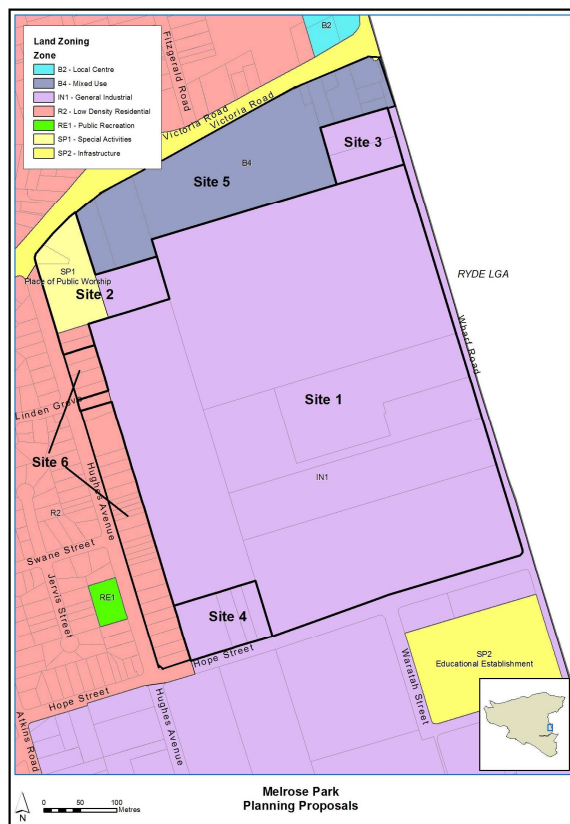 Land Zoning
Zone
B2 - Local Centre
B4 - Mixed Use
IN1 - General Industrial
R2 - Low Density Residential
RE1 - Public Recreation
SP1 - Special Activities
SP2 - Infrastructure
B2
Fitzgerald Road
Victoria Road
Victoria Road
Site 3
B4
Site 5
SP1
Place of Public Worship
Site 2
RYDE LGA
Wharf Road
Site 1
Linden Grove
Site 6
Hughes Avenue
IN1
R2
Swane Street
Jervis Street
RE1
Site 4
Hope Street
SP2
Educational Establishment
Waratah Street
Hope Street
Hughes Avenue
Atkins Road
Melrose Park
Planning Proposals
N
0 50 100
Metres